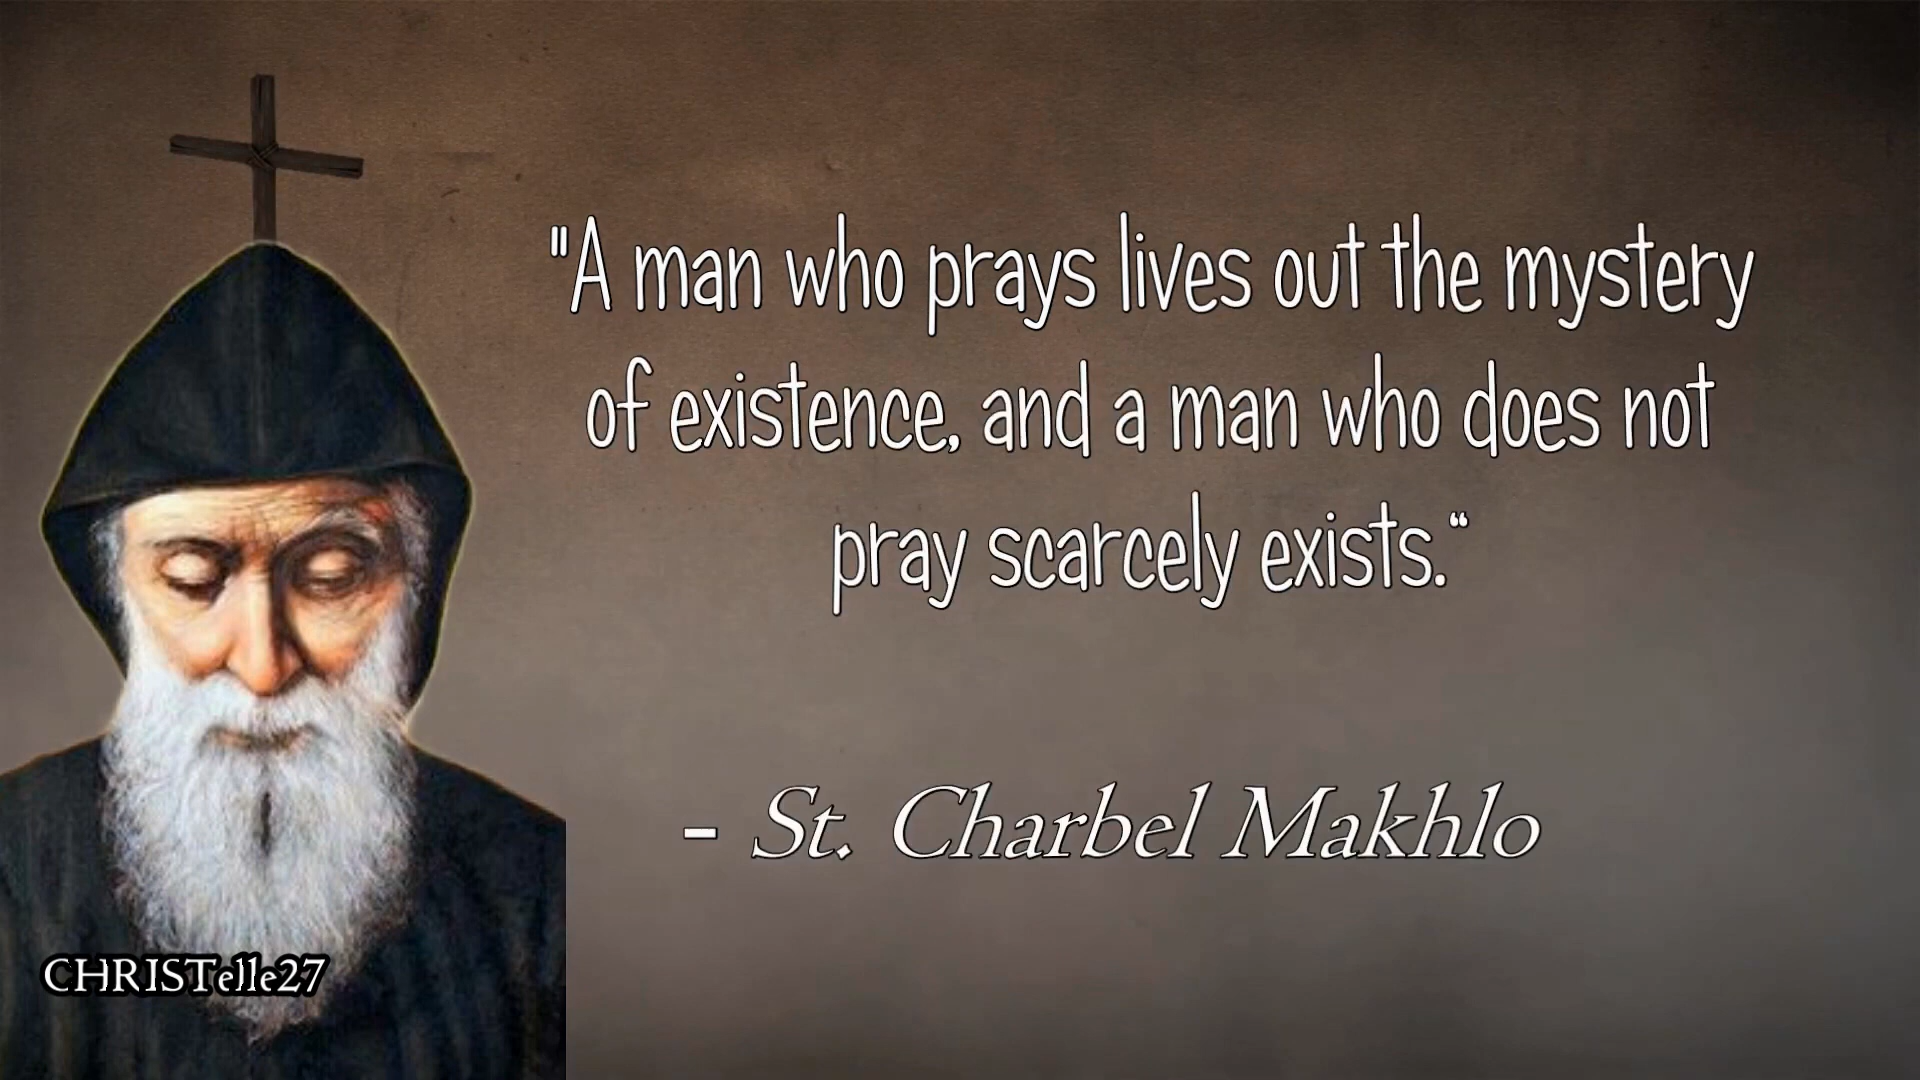 "A man who prays lives out the mystery
of existence, and a man who does not
pray scarcely exists."
- St. Charbel Makhlo
CHRISTelle27